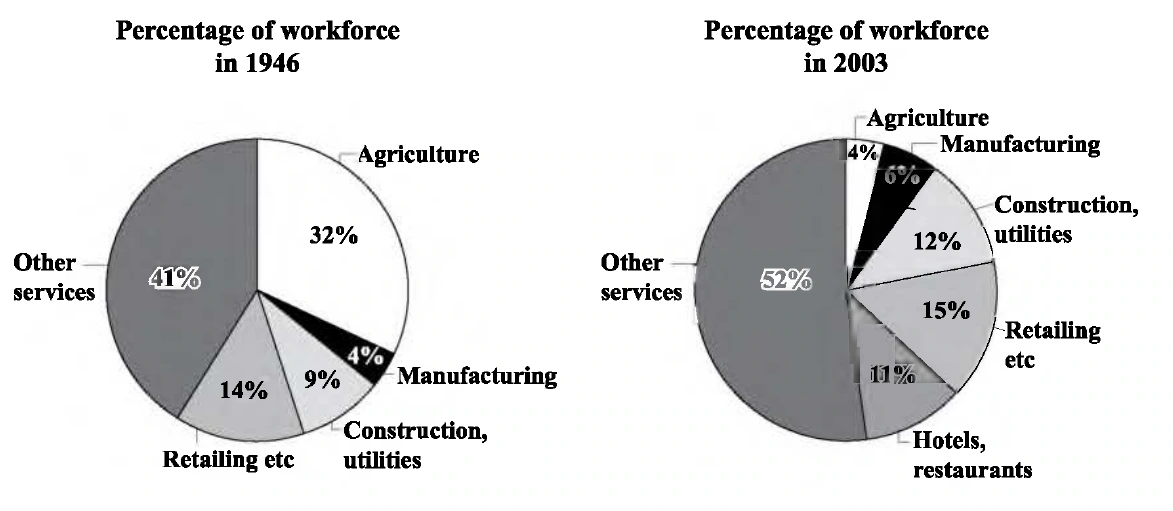 Percentage of workforce
in 1946
Agriculture
32%
Other
services
41%
4%
Manufacturing
9%
14%
Construction,
utilities
Retailing etc
Percentage of workforce
in 2003
Agriculture
4%
Manufacturing
6%
Construction,
utilities
12%
Other
services
52%
15%
Retailing
etc
11%
Hotels,
restaurants